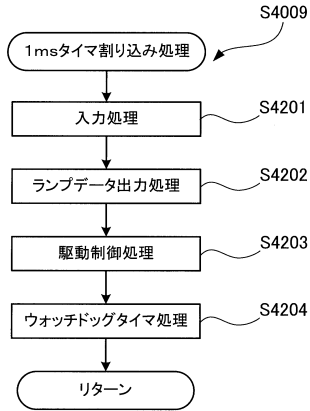 S4009
1msタイマ割り込み処理
入力処理
S4201
ランプデータ出力処理
S4202
駆動制御処理
S4203
ウォッチドッグタイマ処理
S4204
リターン